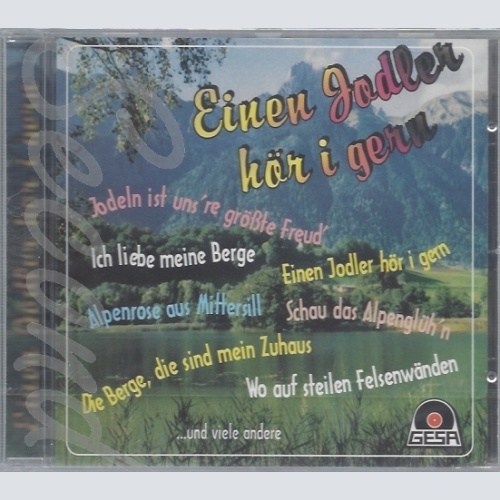 Einen Jodler
hör i gern
Jodeln ist uns're größte Freud'
Ich liebe meine Berge
Einen Jodler hör i gern
Alpenrose aus Mittersill
Schau das Alpenglüh'n
Die Berge, die sind mein Zuhaus
Wo auf steilen Felsenwänden
...und viele andere
GESA